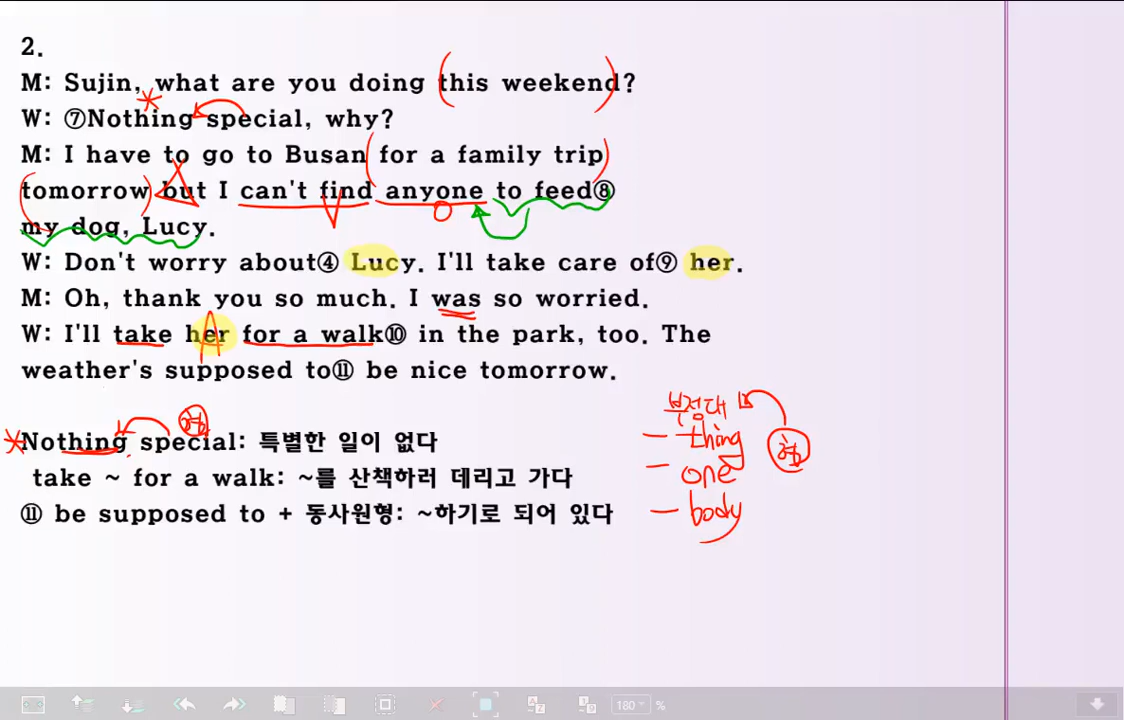 2.
M: Sujin, what are you doing this weekend?
W: ⑦Nothing special, why?
M: I have to go to Busan for a family trip
tomorrow but I can't find anyone to feed⑧
my dog, Lucy.
W: Don't worry about④ Lucy. I'll take care of⑨ her.
M: Oh, thank you so much. I was so worried.
W: I'll take her for a walk⑩ in the park, too. The
weather's supposed to⑪ be nice tomorrow.
부정대
*Nothing special: 특별한 일이 없다
-thing
형
take ~ for a walk: ~를 산책하러 데리고 가다
-one
⑪ be supposed to + 동사원형: ~하기로 되어 있다
-body
180 %